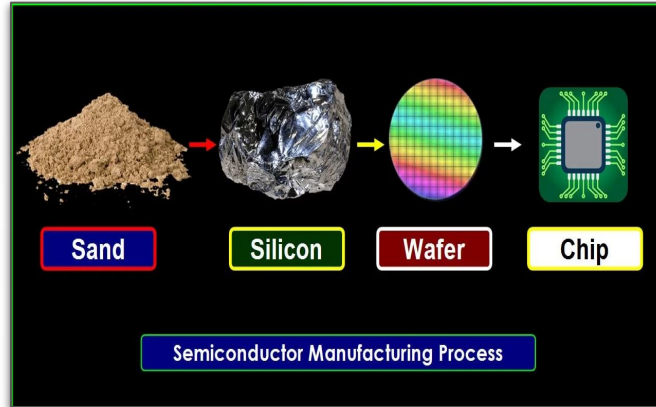 Sand
Silicon
Wafer
Chip
Semiconductor Manufacturing Process